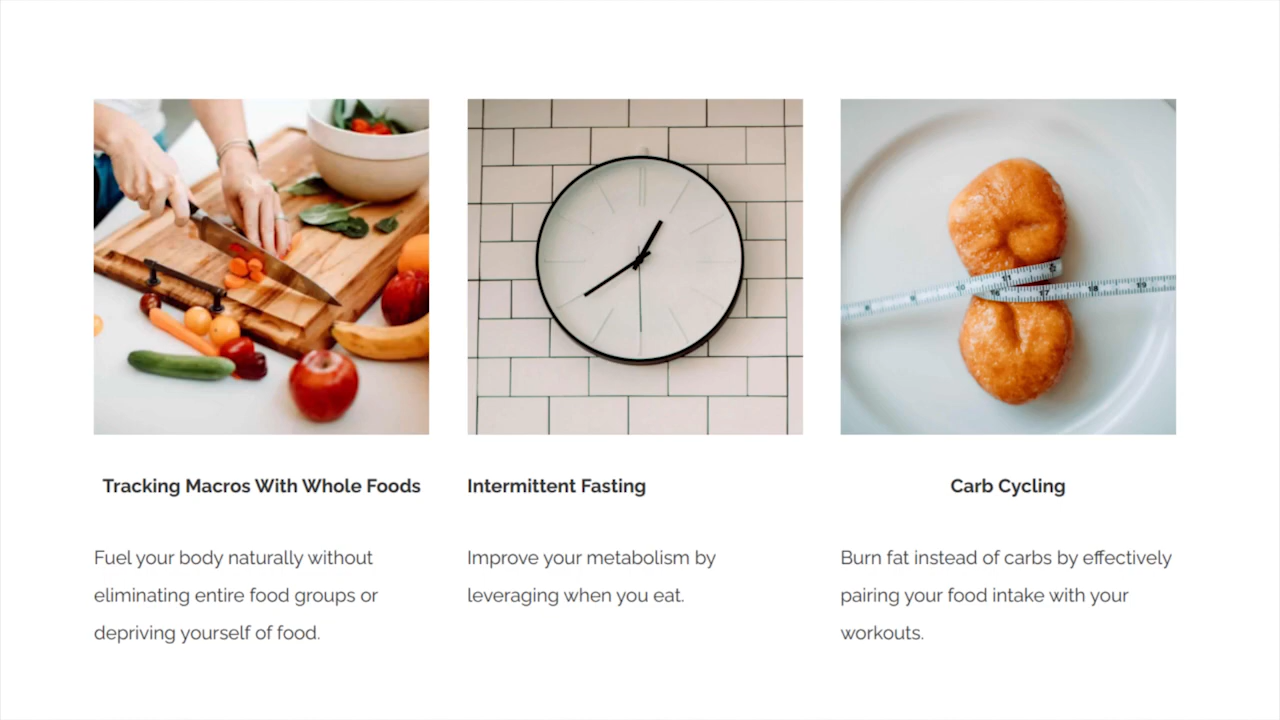 Tracking Macros With Whole Foods
Fuel your body naturally without
eliminating entire food groups or
depriving yourself of food.
Intermittent Fasting
Improve your metabolism by
leveraging when you eat.
Carb Cycling
Burn fat instead of carbs by effectively
pairing your food intake with your
workouts.